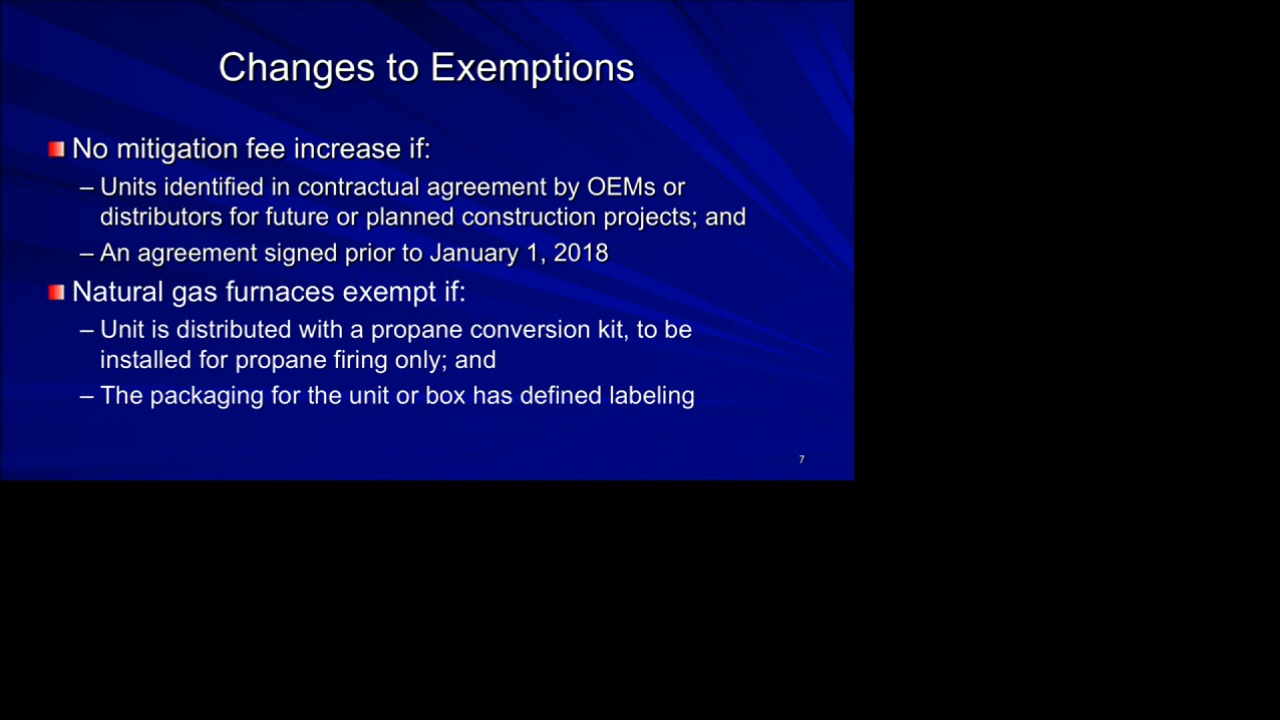 Changes to Exemptions
No mitigation fee increase if:
– Units identified in contractual agreement by OEMs or
distributors for future or planned construction projects; and
– An agreement signed prior to January 1, 2018
Natural gas furnaces exempt if:
– Unit is distributed with a propane conversion kit, to be
installed for propane firing only; and
– The packaging for the unit or box has defined labeling
7